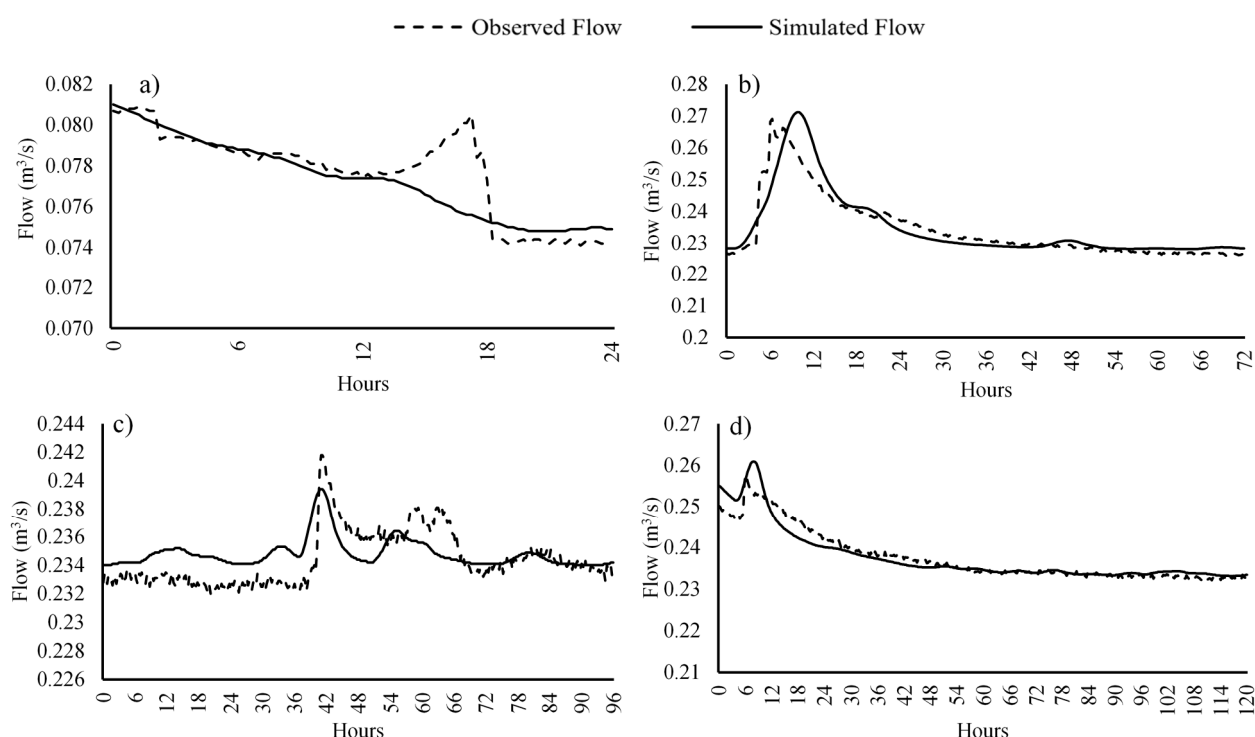 Observed Flow Simulated Flow
a)
Flow (m³/s)
0.082
0.080
0.078
0.076
0.074
0.072
0.070
0 6 12 18 24
Hours
b)
Flow (m³/s)
0.28
0.27
0.26
0.25
0.24
0.23
0.22
0.21
0.2
0 6 12 18 24 30 36 42 48 54 60 66 72
Hours
c)
Flow (m³/s)
0.244
0.242
0.24
0.238
0.236
0.234
0.232
0.23
0.228
0.226
0 6 12 18 24 30 36 42 48 54 60 66 72 78 84 90 96
Hours
d)
Flow (m³/s)
0.27
0.26
0.25
0.24
0.23
0.22
0.21
0 6 12 18 24 30 36 42 48 54 60 66 72 78 84 90 96 102 108 114 120
Hours